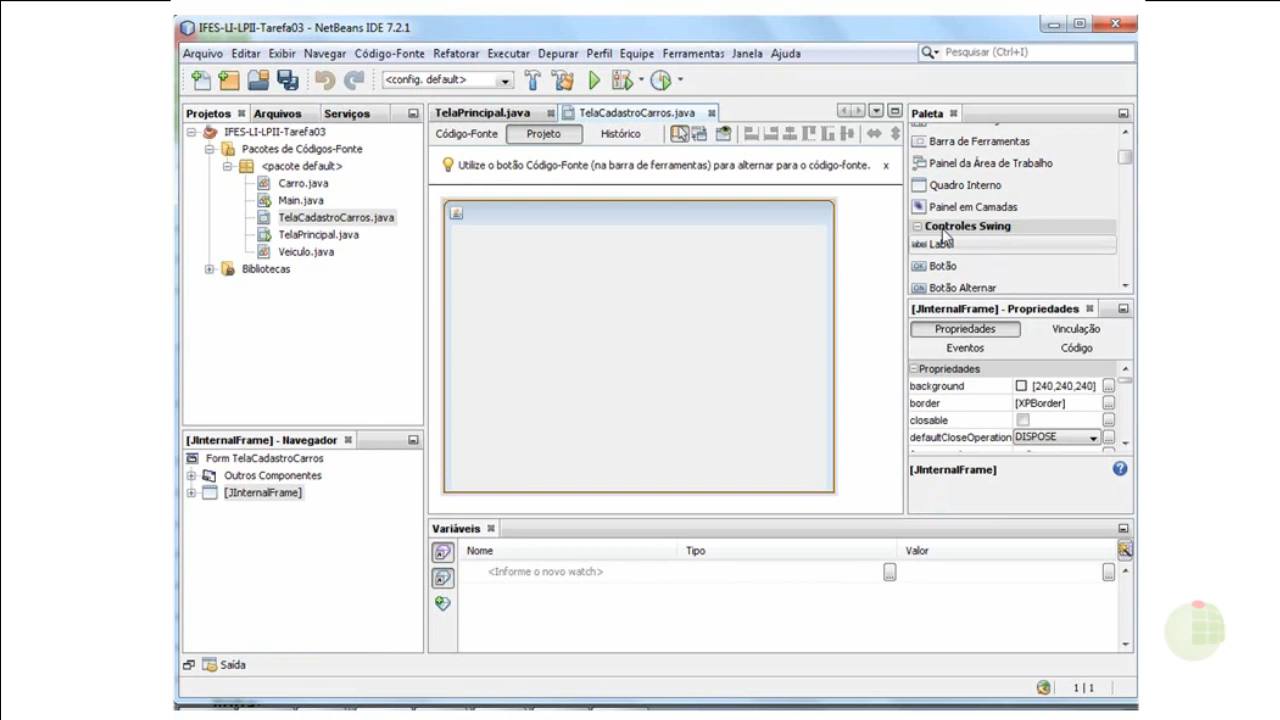 IFES-LI-LPII-Tarefa03 - NetBeans IDE 7.2.1
Arquivo Editar Exibir Navegar Código-Fonte Refatorar Executar Depurar Perfil Equipe Ferramentas Janela Ajuda
Pesquisar (Ctrl+I)
<config. default>
Projetos Arquivos Serviços
IFES-LI-LPII-Tarefa03
Pacotes de Códigos-Fonte
<pacote default>
Carro.java
Main.java
TelaCadastroCarros.java
TelaPrincipal.java
Veiculo.java
Bibliotecas
TelaPrincipal.java TelaCadastroCarros.java
Código-Fonte Projeto Histórico
Utilize o botão Código-Fonte (na barra de ferramentas) para alternar para o código-fonte. x
Paleta
Barra de Ferramentas
Painel da Área de Trabalho
Quadro Interno
Painel em Camadas
Controles Swing
label Label
OK Botão
ON Botão Alternar
[JInternalFrame] - Propriedades
Propriedades Vinculação
Eventos Código
Propriedades
background [240,240,240] ...
border [XPBorder] ...
closable ...
defaultCloseOperation DISPOSE ...
[JInternalFrame]
[JInternalFrame] - Navegador
Form TelaCadastroCarros
Outros Componentes
[JInternalFrame]
Variáveis
Nome Tipo Valor
<Informe o novo watch> ... ...
Saída
1|1